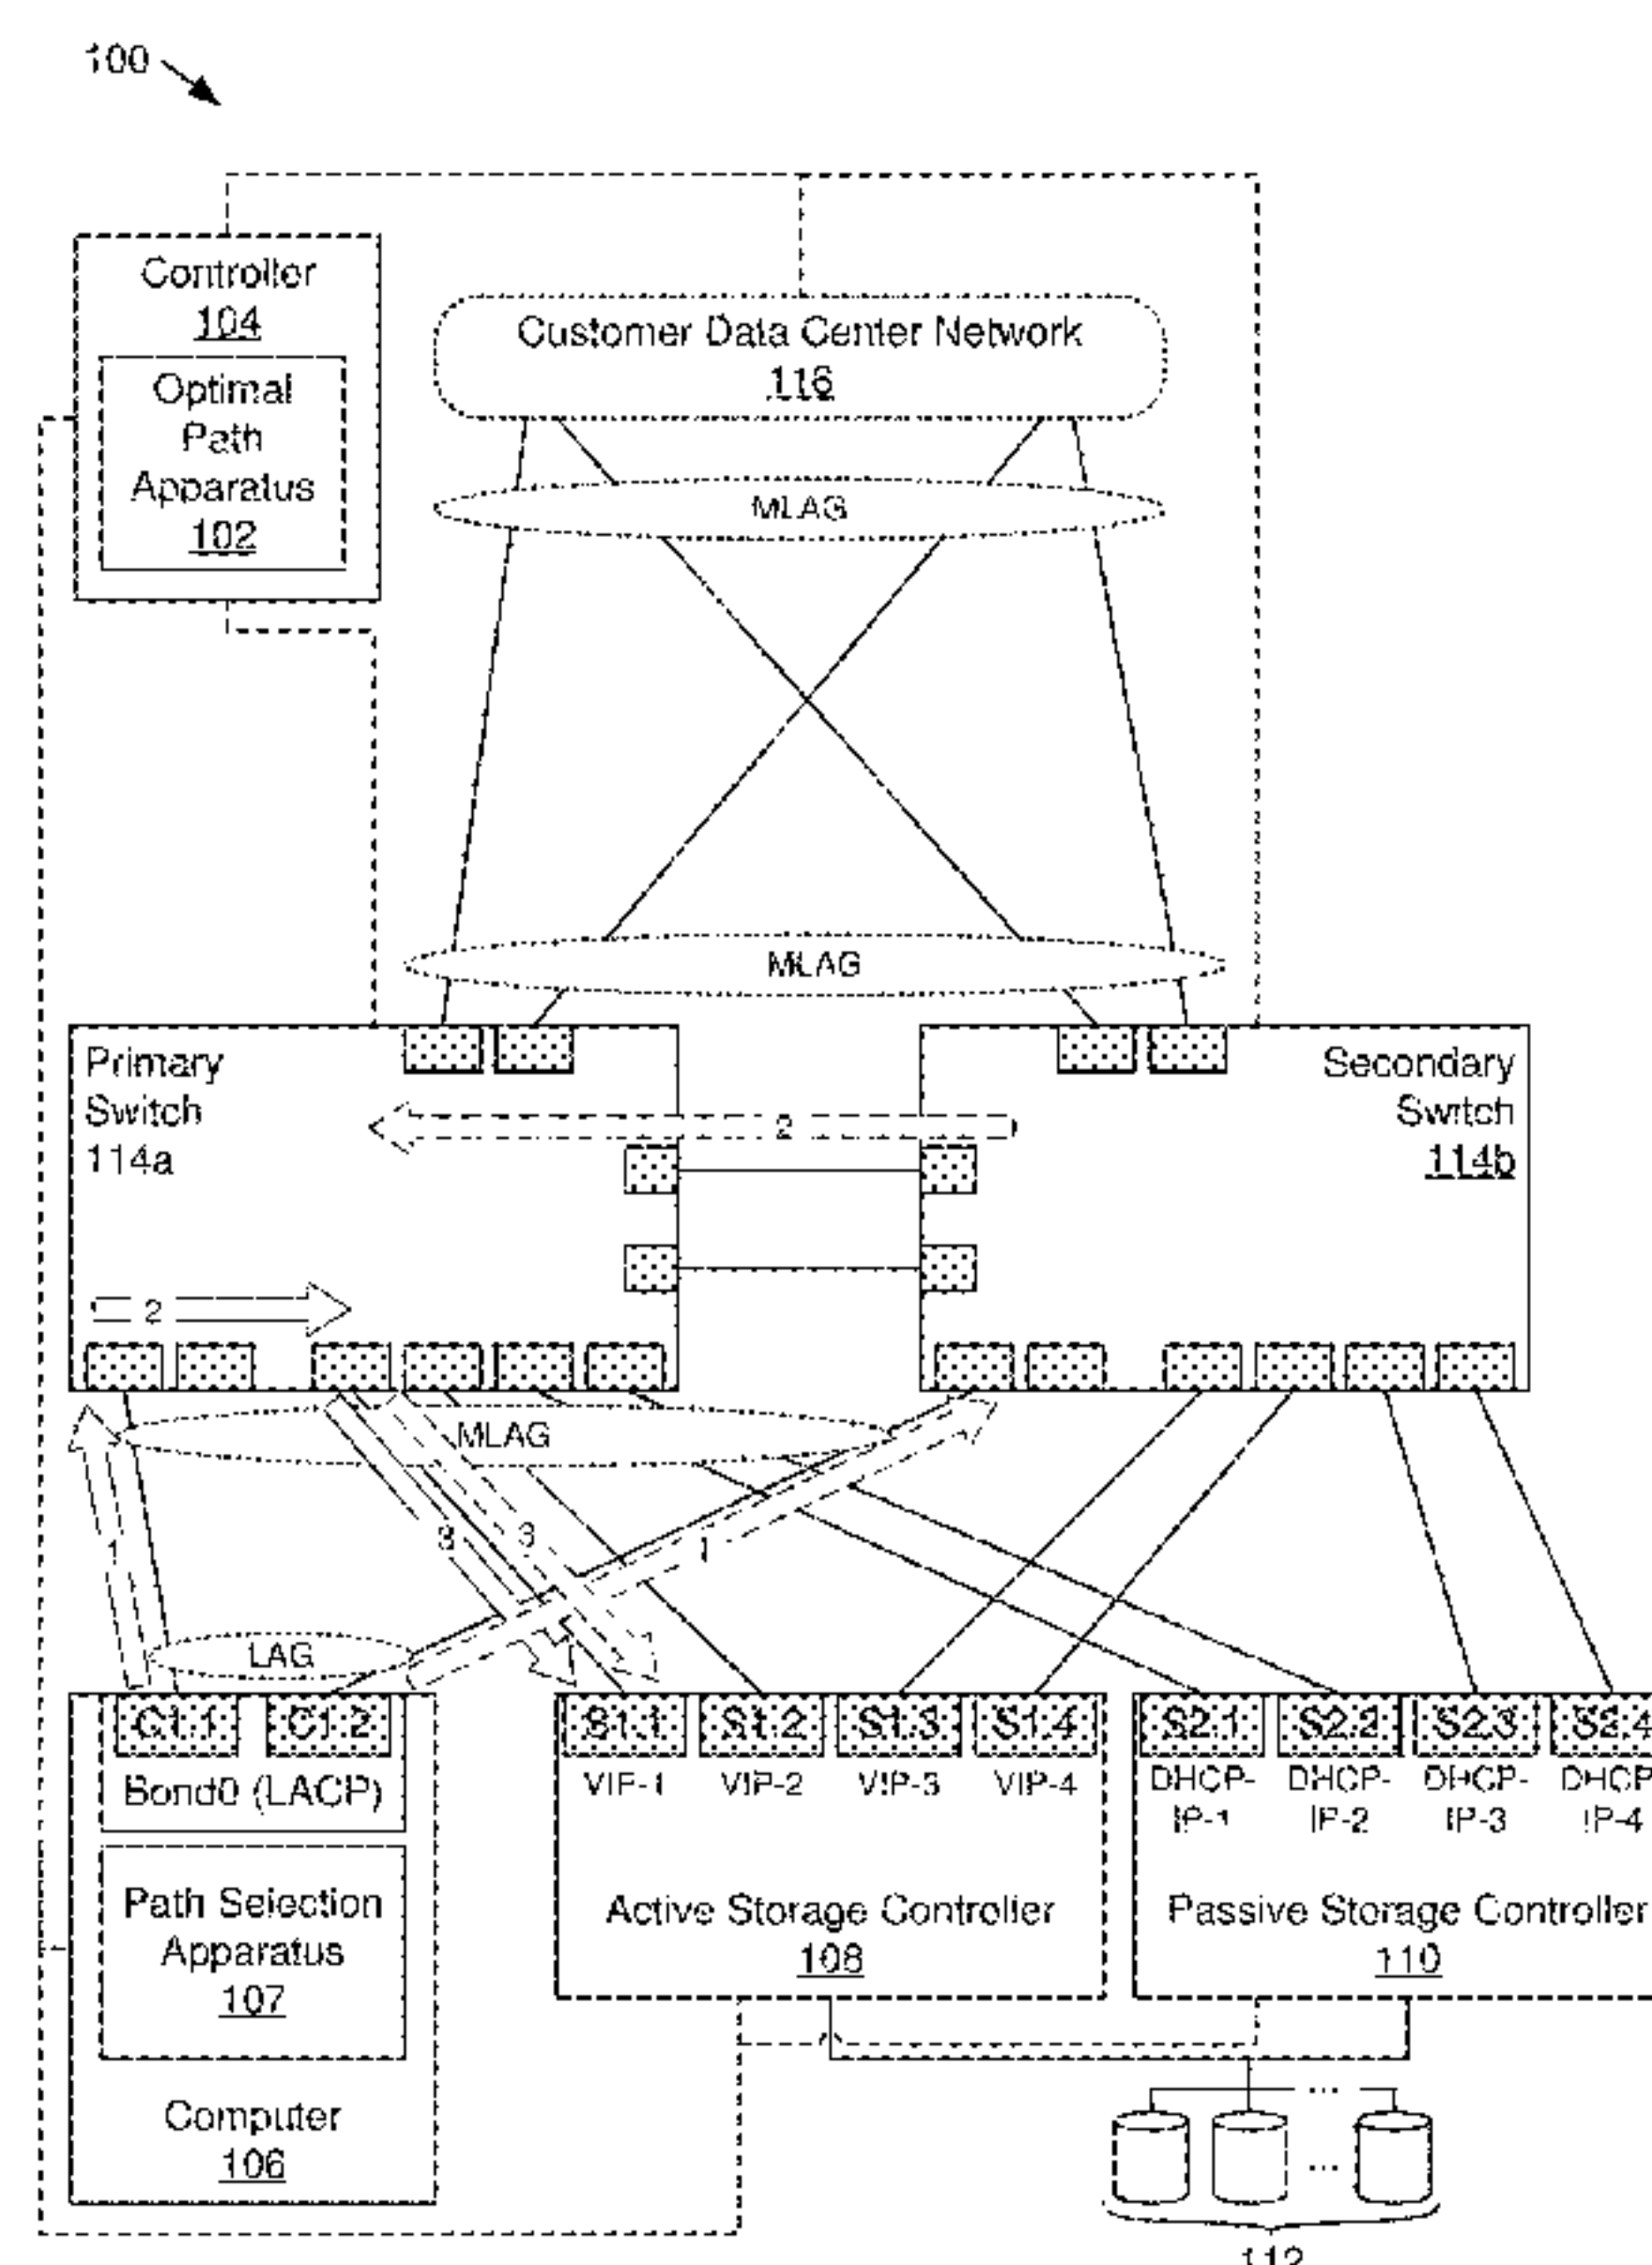 100
Controller
104
Optimal
Path
Apparatus
102
Customer Data Center Network
116
MLAG
MLAG
Primary
Switch
114a
Secondary
Switch
114b
2
2
MLAG
1
3
3
1
LAG
C1.1
C1.2
Bond0 (LACP)
Path Selection
Apparatus
107
Computer
106
S1.1
S1.2
S1.3
S1.4
VIP-1
VIP-2
VIP-3
VIP-4
Active Storage Controller
108
S2.1
S2.2
S2.3
S2.4
DHCP-
IP-1
DHCP-
IP-2
DHCP-
IP-3
DHCP
IP-4
Passive Storage Controller
110
...
...
112